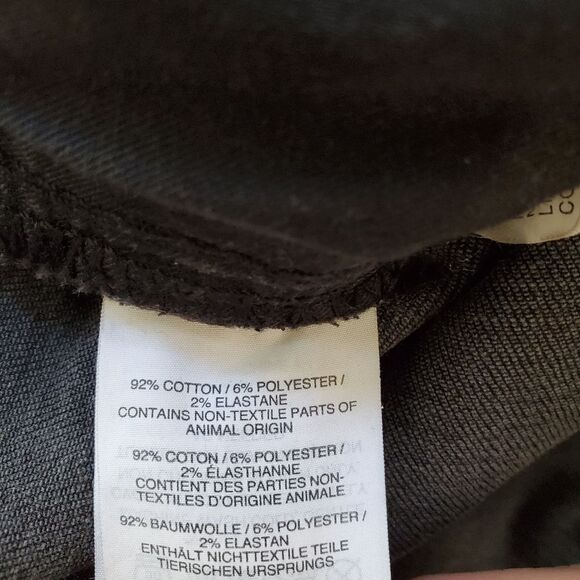 92% COTTON / 6% POLYESTER /
2% ELASTANE
CONTAINS NON-TEXTILE PARTS OF
ANIMAL ORIGIN
92% COTON / 6% POLYESTER /
2% ÉLASTHANNE
CONTIENT DES PARTIES NON-
TEXTILES D'ORIGINE ANIMALE
92% BAUMWOLLE / 6% POLYESTER /
2% ELASTAN
ENTHÄLT NICHTTEXTILE TEILE
TIERISCHEN URSPRUNGS